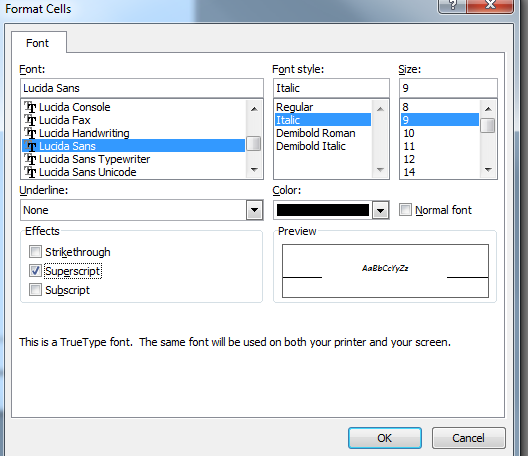 Format Cells
?
Font
Font:
Font style:
Size:
Lucida Sans
Italic
9
Lucida Console
Lucida Fax
Lucida Handwriting
Lucida Sans
Lucida Sans Typewriter
Lucida Sans Unicode
Regular
Italic
Demibold Roman
Demibold Italic
8
9
10
11
12
14
Underline:
Color:
None
Normal font
Effects
Strikethrough
Superscript
Subscript
Preview
AaBbCcYyZz
This is a TrueType font.  The same font will be used on both your printer and your screen.
OK
Cancel